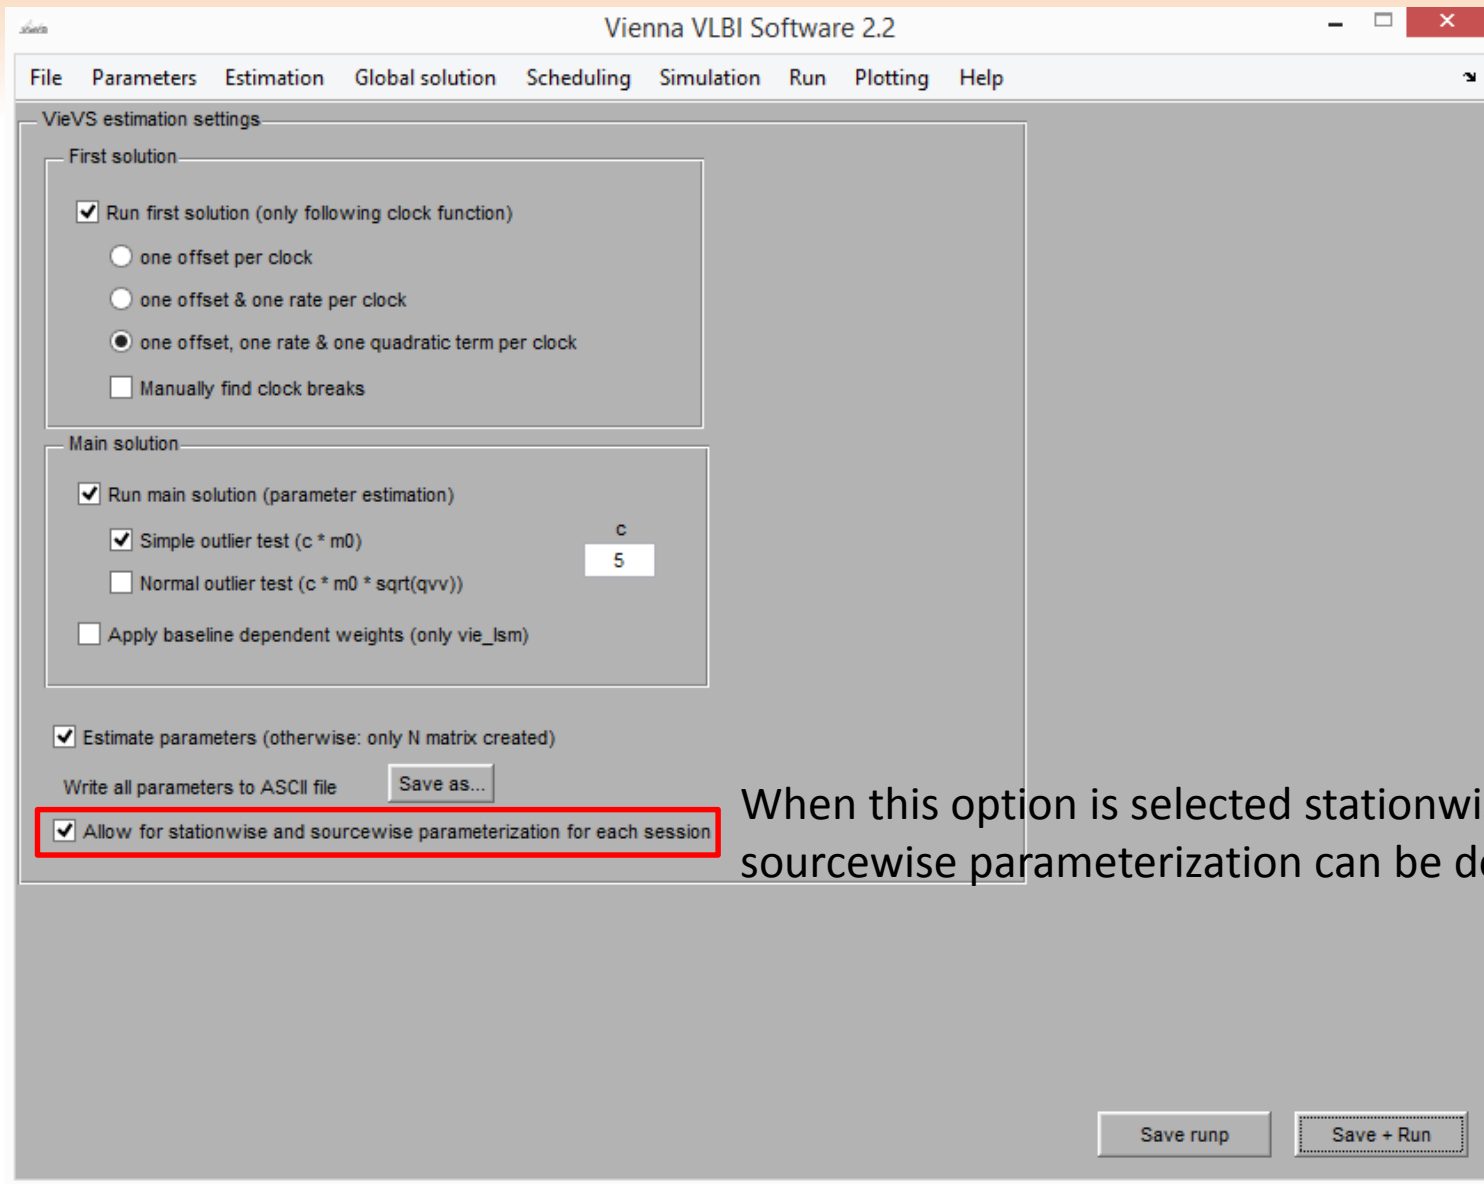 Vienna VLBI Software 2.2
File Parameters Estimation Global solution Scheduling Simulation Run Plotting Help
VieVS estimation settings
First solution
Run first solution (only following clock function)
one offset per clock
one offset & one rate per clock
one offset, one rate & one quadratic term per clock
Manually find clock breaks
Main solution
Run main solution (parameter estimation)
c
Simple outlier test (c * m0)
5
Normal outlier test (c * m0 * sqrt(qvv))
Apply baseline dependent weights (only vie_lsm)
Estimate parameters (otherwise: only N matrix created)
Write all parameters to ASCII file Save as...
Allow for stationwise and sourcewise parameterization for each session
When this option is selected stationwi
sourcewise parameterization can be d
Save runp Save + Run